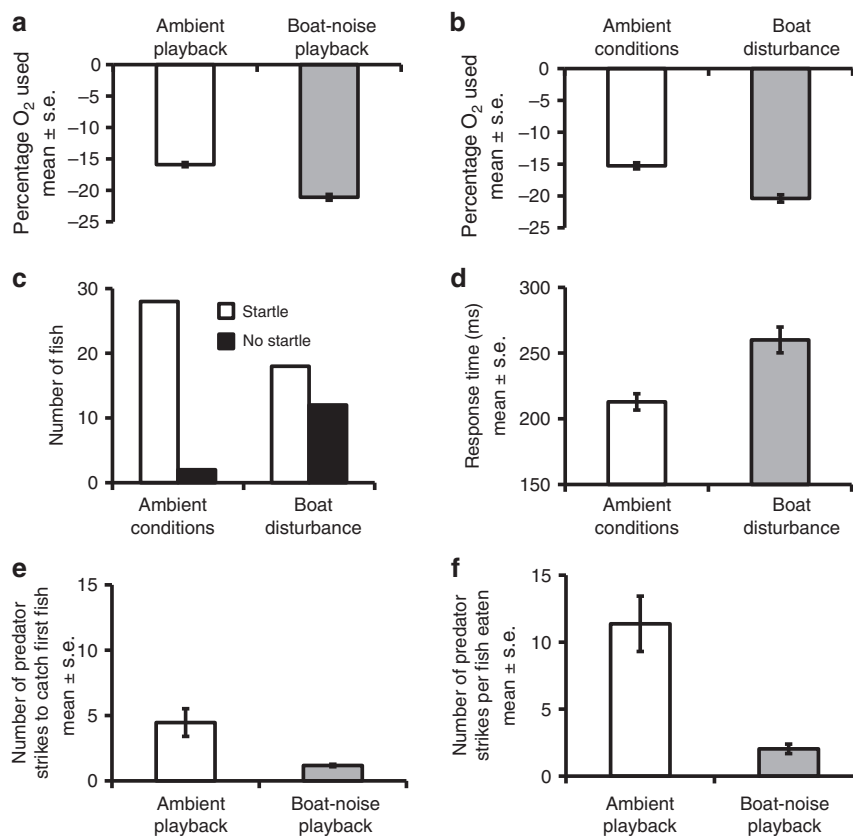 a
Ambient playback
Boat-noise playback
0
–5
–10
–15
–20
–25
Percentage O2 used
mean ± s.e.
b
Ambient conditions
Boat disturbance
0
–5
–10
–15
–20
–25
Percentage O2 used
mean ± s.e.
c
30
20
10
0
Number of fish
Startle
No startle
Ambient conditions
Boat disturbance
d
300
250
200
150
Response time (ms)
mean ± s.e.
Ambient conditions
Boat disturbance
e
15
10
5
0
Number of predator
strikes to catch first fish
mean ± s.e.
Ambient playback
Boat-noise playback
f
15
10
5
0
Number of predator
strikes per fish eaten
mean ± s.e.
Ambient playback
Boat-noise playback